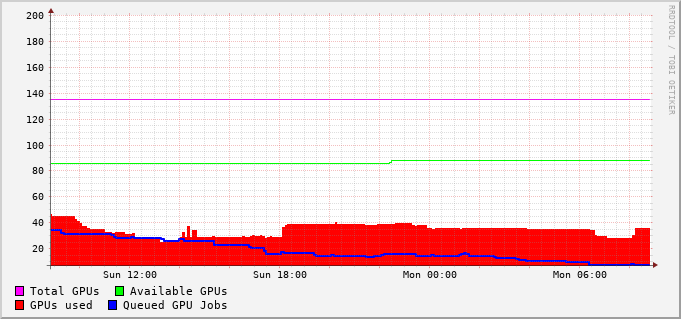 RRDTOOL / TOBI OETIKER
200
180
160
140
120
100
80
60
40
20
Sun 12:00 Sun 18:00 Mon 00:00 Mon 06:00
Total GPUs Available GPUs
GPUs used Queued GPU Jobs